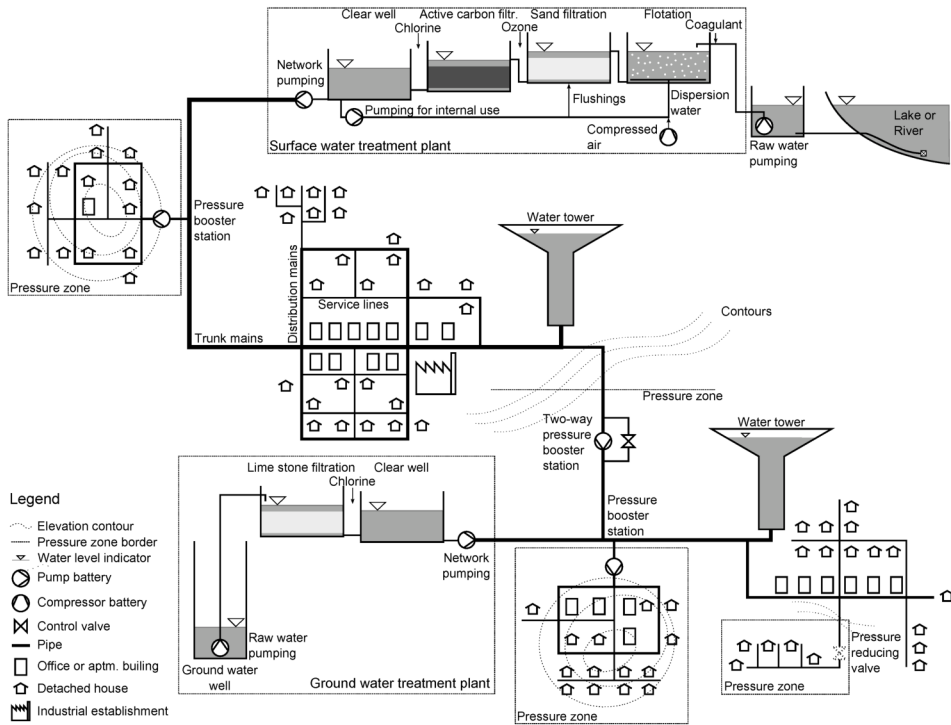 Clear well
Active carbon filtr.
Sand filtration
Flotation
Chlorine
Ozone
Coagulant
Network
pumping
Pumping for internal use
Flushings
Dispersion
water
Compressed
air
Surface water treatment plant
Raw water
pumping
Lake or
River
Pressure
booster
station
Pressure zone
Distribution mains
Service lines
Trunk mains
Water tower
Contours
Pressure zone
Two-way
pressure
booster
station
Water tower
Lime stone filtration
Clear well
Chlorine
Pressure
booster
station
Network
pumping
Raw water
pumping
Ground water
well
Ground water treatment plant
Pressure zone
Pressure
reducing
valve
Pressure zone
Legend
Elevation contour
Pressure zone border
Water level indicator
Pump battery
Compressor battery
Control valve
Pipe
Office or aptm. builing
Detached house
Industrial establishment